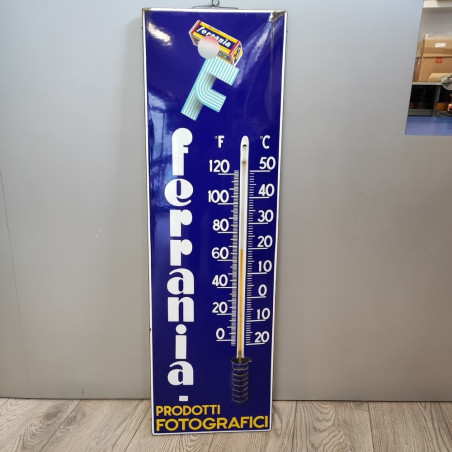 ferrania
F
ferrania-
°F °C
120 50
100 40
80 30
60 20
40 10
20 0
0 10
20
PRODOTTI
FOTOGRAFICI